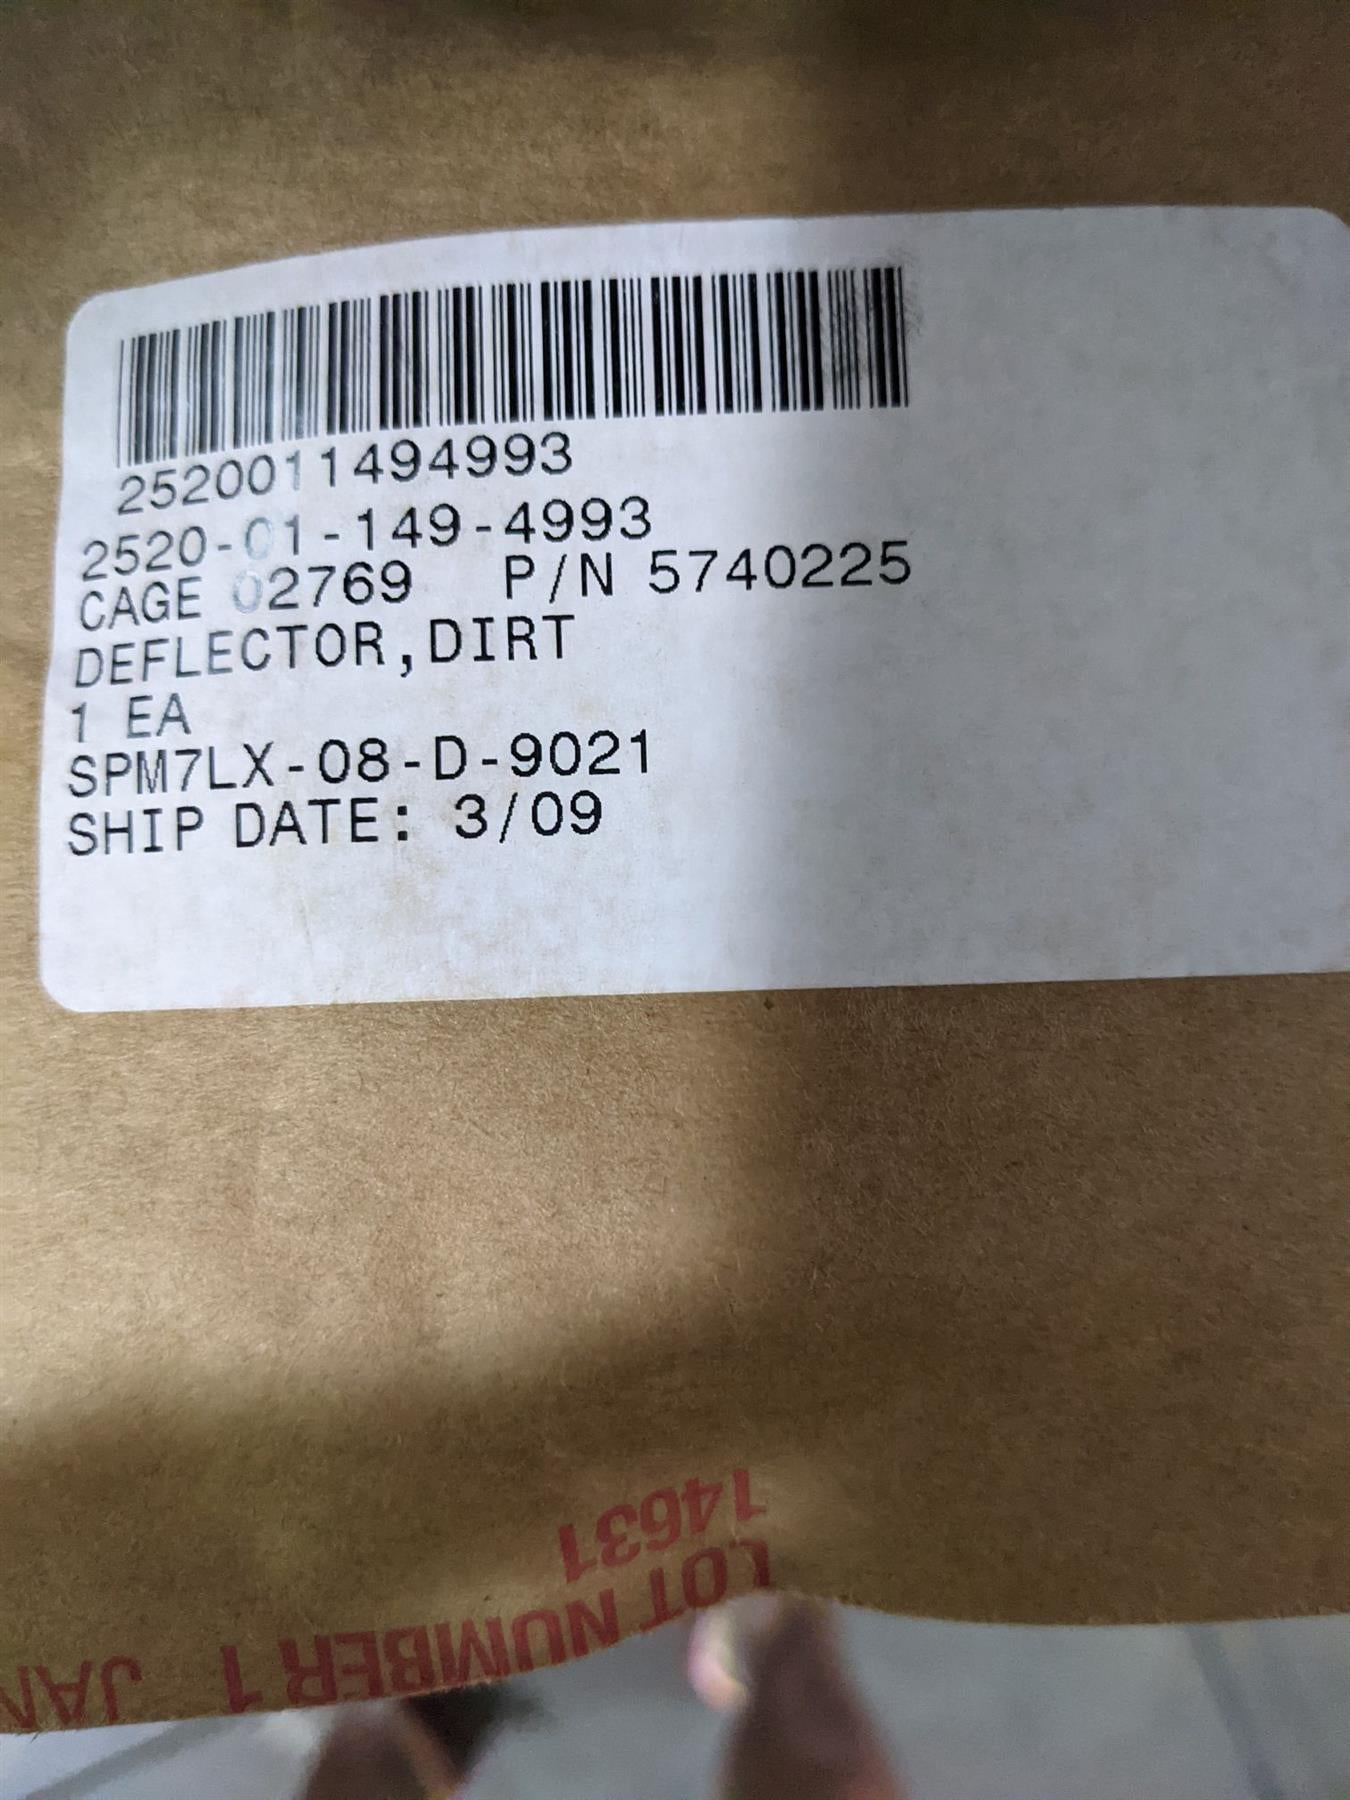 2520011494993
2520-01-149-4993
CAGE 02769 P/N 5740225
DEFLECTOR,DIRT
1 EA
SPM7LX-08-D-9021
SHIP DATE: 3/09
14631
LOT NUMBER 1 JAN